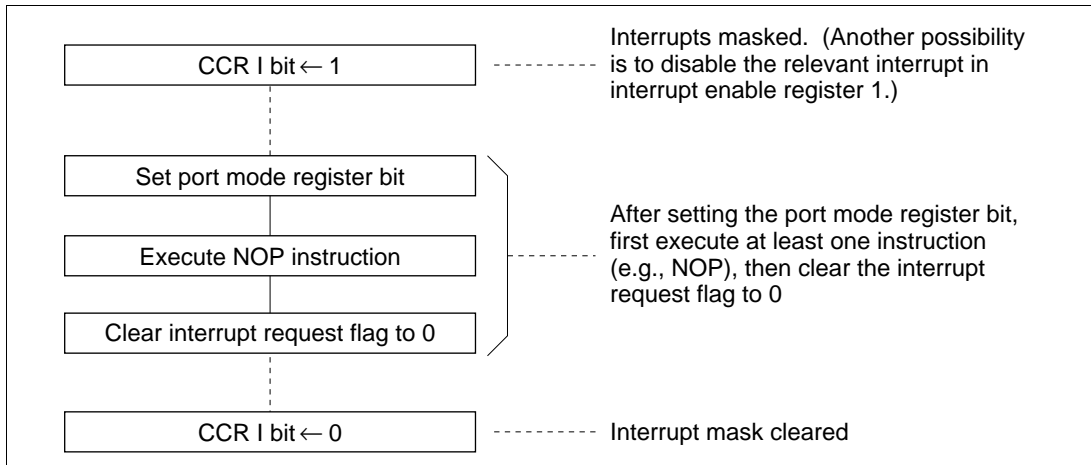 CCR I bit ← 1
Interrupts masked. (Another possibility
is to disable the relevant interrupt in
interrupt enable register 1.)
Set port mode register bit
Execute NOP instruction
Clear interrupt request flag to 0
After setting the port mode register bit,
first execute at least one instruction
(e.g., NOP), then clear the interrupt
request flag to 0
CCR I bit ← 0
Interrupt mask cleared